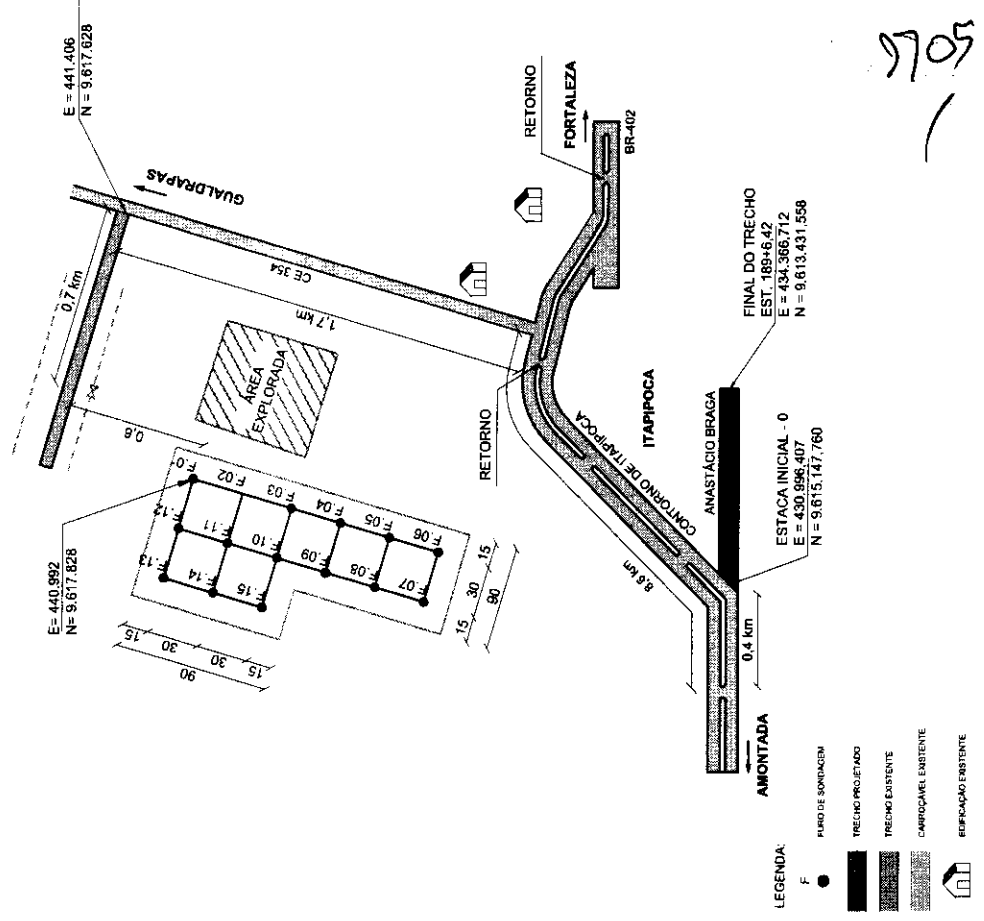 E = 441.406
N = 9.617.628
GUALDRAPAS
0,7 km
CE 354
1,7 km
ÁREA
EXPLORADA
0,8
E= 440.992
N= 9.617.828
F.01
F.02
F.03
F.04
F.05
F.06
F.12
F.11
F.10
F.09
F.08
F.07
F.13
F.14
F.15
15
30
30
15
90
15
30
15
90
RETORNO
FORTALEZA
BR-402
RETORNO
ITAPIPOCA
CONTORNO DE ITAPIPOCA
8,6 km
0,4 km
AMONTADA
ANASTÁCIO BRAGA
FINAL DO TRECHO
EST. 189+6,42
E = 434.366,712
N = 9.613.431,558
ESTACA INICIAL - 0
E = 430.996,407
N = 9.615.147,760
LEGENDA:
F
FURO DE SONDAGEM
TRECHO PROJETADO
TRECHO EXISTENTE
CARROÇÁVEL EXISTENTE
EDIFICAÇÃO EXISTENTE